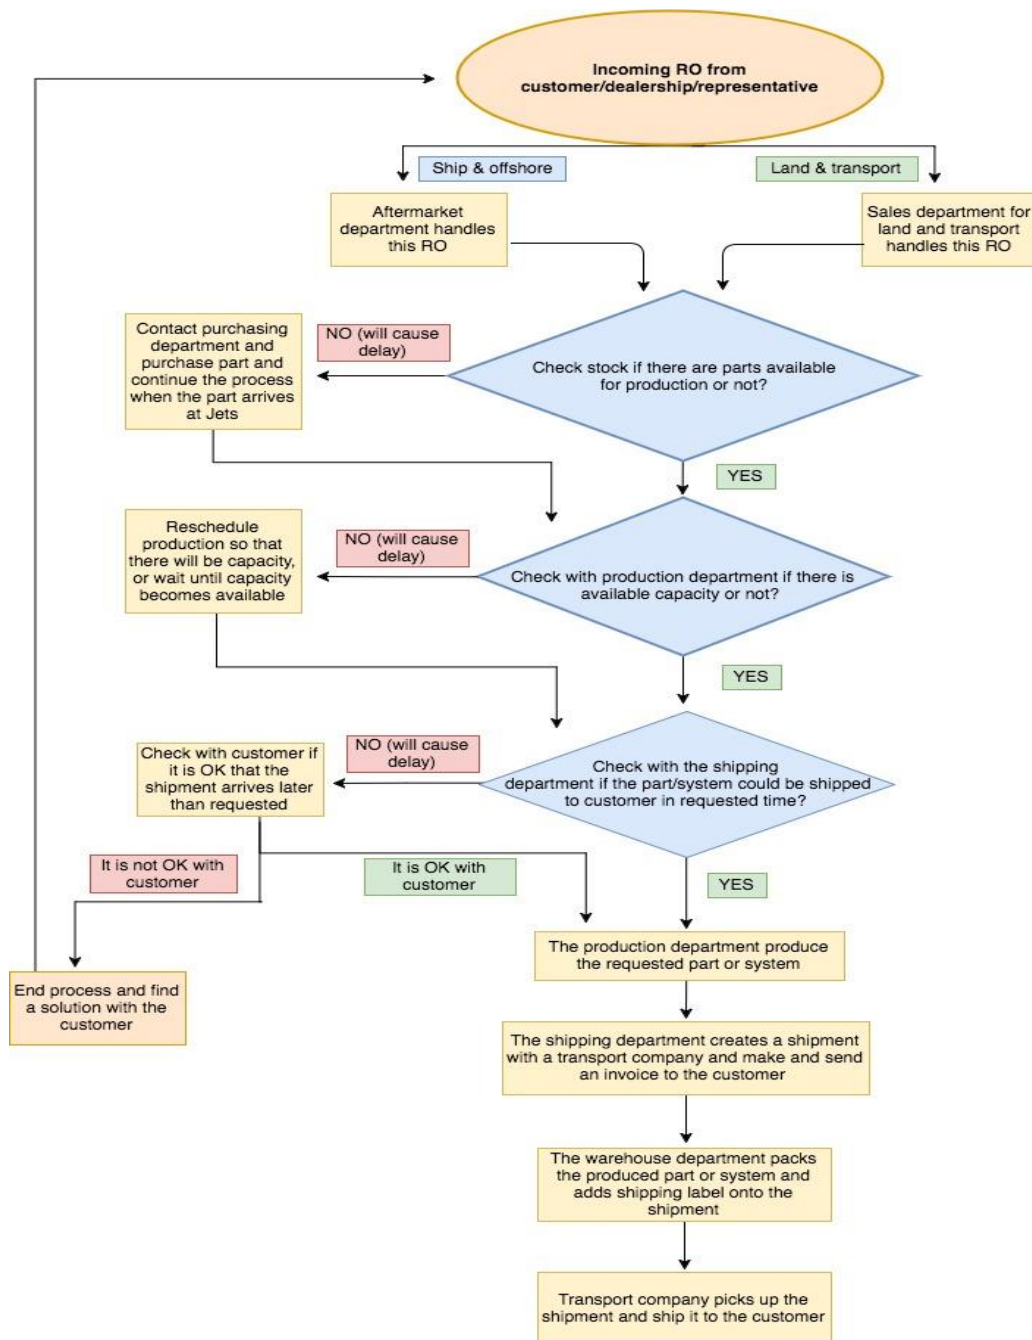 Incoming RO from
customer/dealership/representative
Ship & offshore
Land & transport
Aftermarket
department handles
this RO
Sales department for
land and transport
handles this RO
Contact purchasing
department and
purchase part and
continue the process
when the part arrives
at Jets
NO (will cause
delay)
Check stock if there are parts available
for production or not?
YES
Reschedule
production so that
there will be capacity,
or wait until capacity
becomes available
NO (will cause
delay)
Check with production department if there is
available capacity or not?
YES
Check with customer if
it is OK that the
shipment arrives later
than requested
NO (will cause
delay)
Check with the shipping
department if the part/system could be shipped
to customer in requested time?
It is not OK with
customer
It is OK with
customer
YES
End process and find
a solution with the
customer
The production department produce
the requested part or system
The shipping department creates a shipment
with a transport company and make and send
an invoice to the customer
The warehouse department packs
the produced part or system and
adds shipping label onto the
shipment
Transport company picks up the
shipment and ship it to the customer